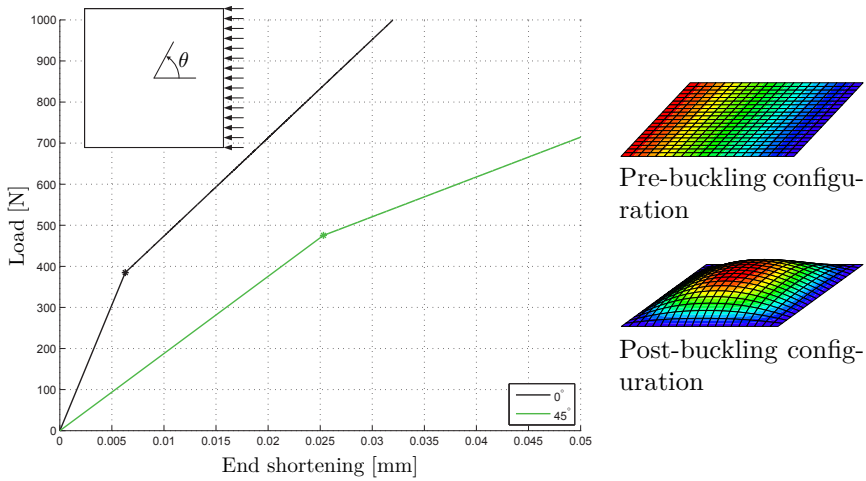 1000
900
800
700
600
500
400
300
200
100
0
Load [N]
θ
0 0.005 0.01 0.015 0.02 0.025 0.03 0.035 0.04 0.045 0.05
End shortening [mm]
0°
45°
Pre-buckling configu-
ration
Post-buckling config-
uration